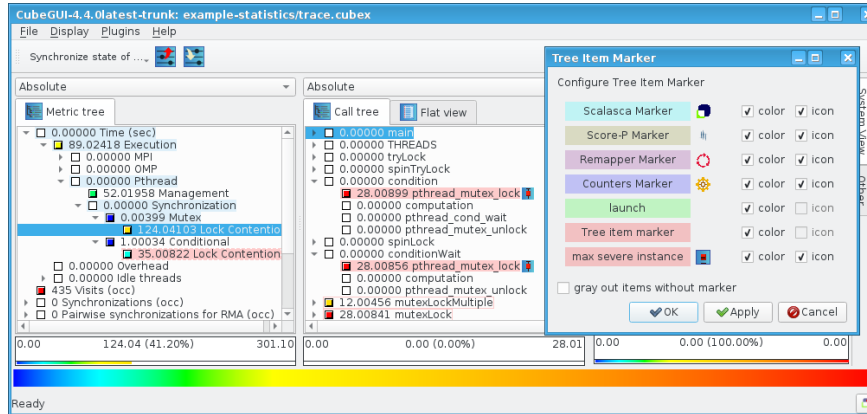 CubeGUI-4.4.0latest-trunk: example-statistics/trace.cubex
File Display Plugins Help
Synchronize state of ...
Absolute
Metric tree
0.00000 Time (sec)
89.02418 Execution
0.00000 MPI
0.00000 OMP
0.00000 Pthread
52.01958 Management
0.00000 Synchronization
0.00399 Mutex
124.04103 Lock Contentio
1.00034 Conditional
35.00822 Lock Contention
0.00000 Overhead
0.00000 Idle threads
435 Visits (occ)
0 Synchronizations (occ)
0 Pairwise synchronizations for RMA (occ)
0.00 124.04 (41.20%) 301.10
Absolute
Call tree Flat view
0.00000 main
0.00000 THREADS
0.00000 tryLock
0.00000 spinTryLock
0.00000 condition
28.00899 pthread_mutex_lock
0.00000 computation
0.00000 pthread_cond_wait
0.00000 pthread_mutex_unlock
0.00000 spinLock
0.00000 conditionWait
28.00856 pthread_mutex_lock
0.00000 computation
0.00000 pthread_mutex_unlock
12.00456 mutexLockMultiple
28.00841 mutexLock
0.00 0.00 (0.00%) 28.01
Tree Item Marker
Configure Tree Item Marker
Scalasca Marker color icon
Score-P Marker color icon
Remapper Marker color icon
Counters Marker color icon
launch color icon
Tree item marker color icon
max severe instance color icon
gray out items without marker
OK Apply Cancel
0.00 0.00 (100.00%) 0.00
System View
Other
Ready